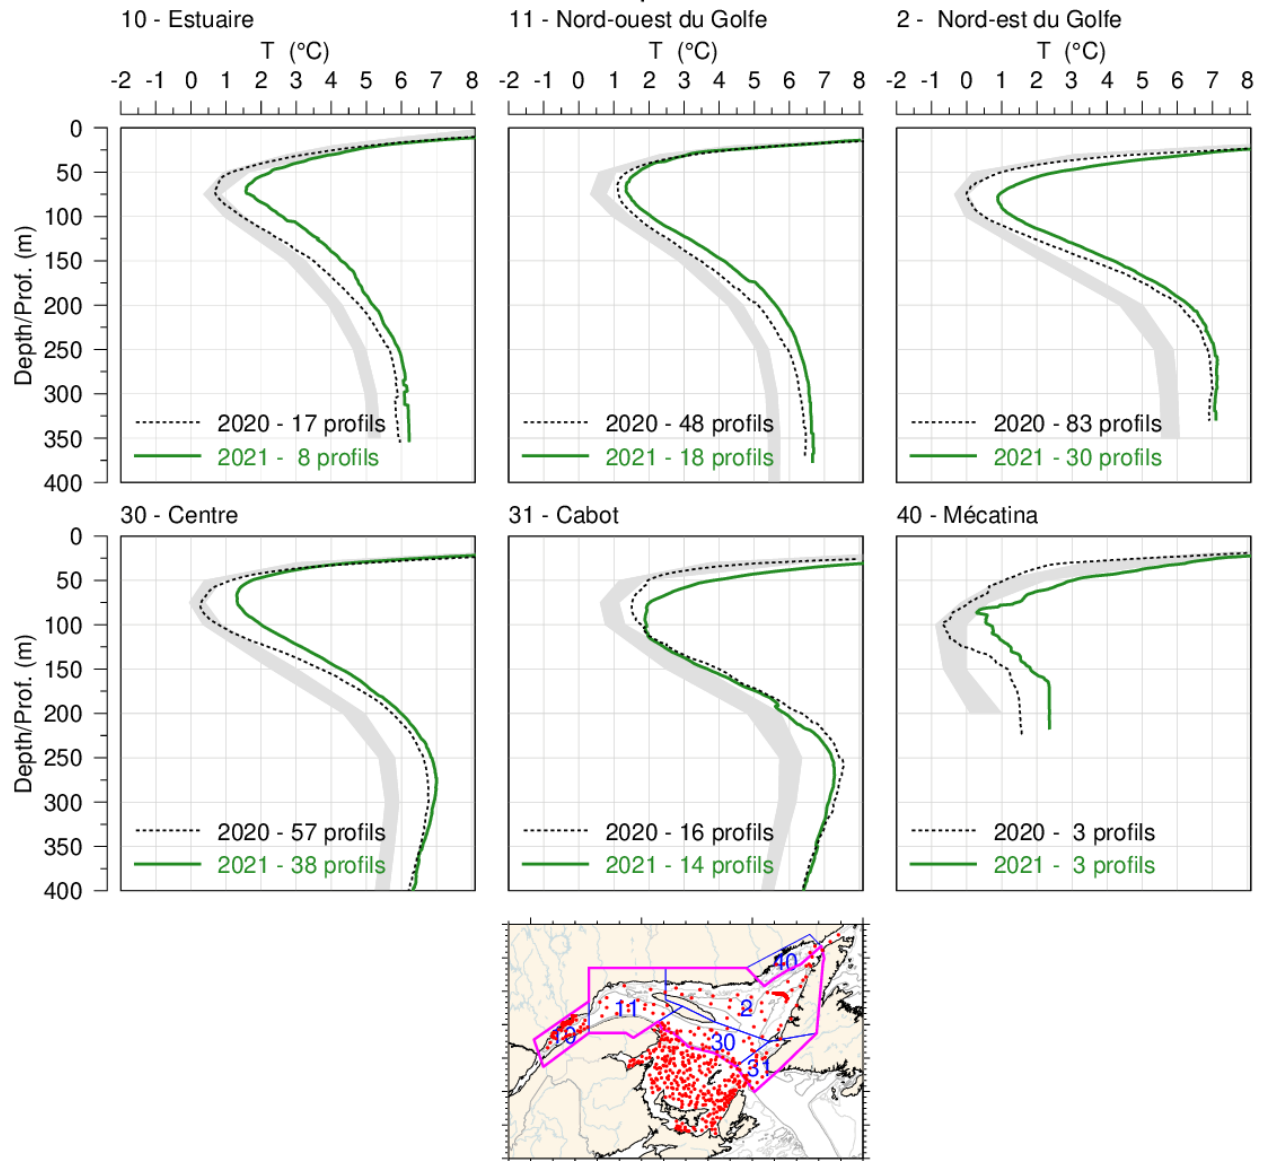 10 - Estuaire
11 - Nord-ouest du Golfe
2 - Nord-est du Golfe
T (°C)
T (°C)
T (°C)
-2 -1 0 1 2 3 4 5 6 7 8
-2 -1 0 1 2 3 4 5 6 7 8
-2 -1 0 1 2 3 4 5 6 7 8
Depth/Prof. (m)
0
50
100
150
200
250
300
350
400
2020 - 17 profils
2021 - 8 profils
2020 - 48 profils
2021 - 18 profils
2020 - 83 profils
2021 - 30 profils
30 - Centre
31 - Cabot
40 - Mécatina
Depth/Prof. (m)
0
50
100
150
200
250
300
350
400
2020 - 57 profils
2021 - 38 profils
2020 - 16 profils
2021 - 14 profils
2020 - 3 profils
2021 - 3 profils
40
11
2
10
30
31